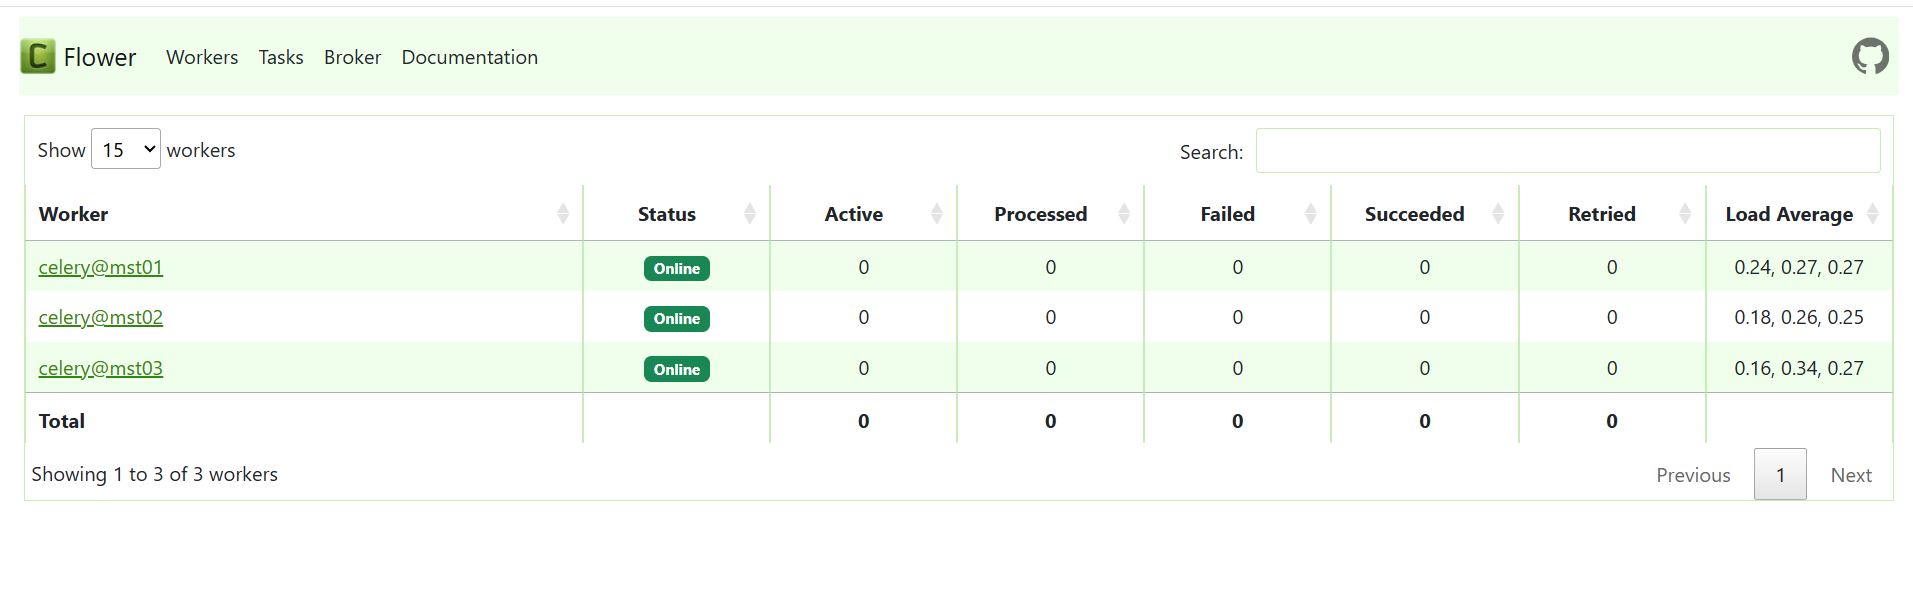 C Flower Workers Tasks Broker Documentation
Show 15 workers Search:
Worker Status Active Processed Failed Succeeded Retried Load Average
celery@mst01 Online 0 0 0 0 0 0.24, 0.27, 0.27
celery@mst02 Online 0 0 0 0 0 0.18, 0.26, 0.25
celery@mst03 Online 0 0 0 0 0 0.16, 0.34, 0.27
Total 0 0 0 0 0
Showing 1 to 3 of 3 workers Previous 1 Next